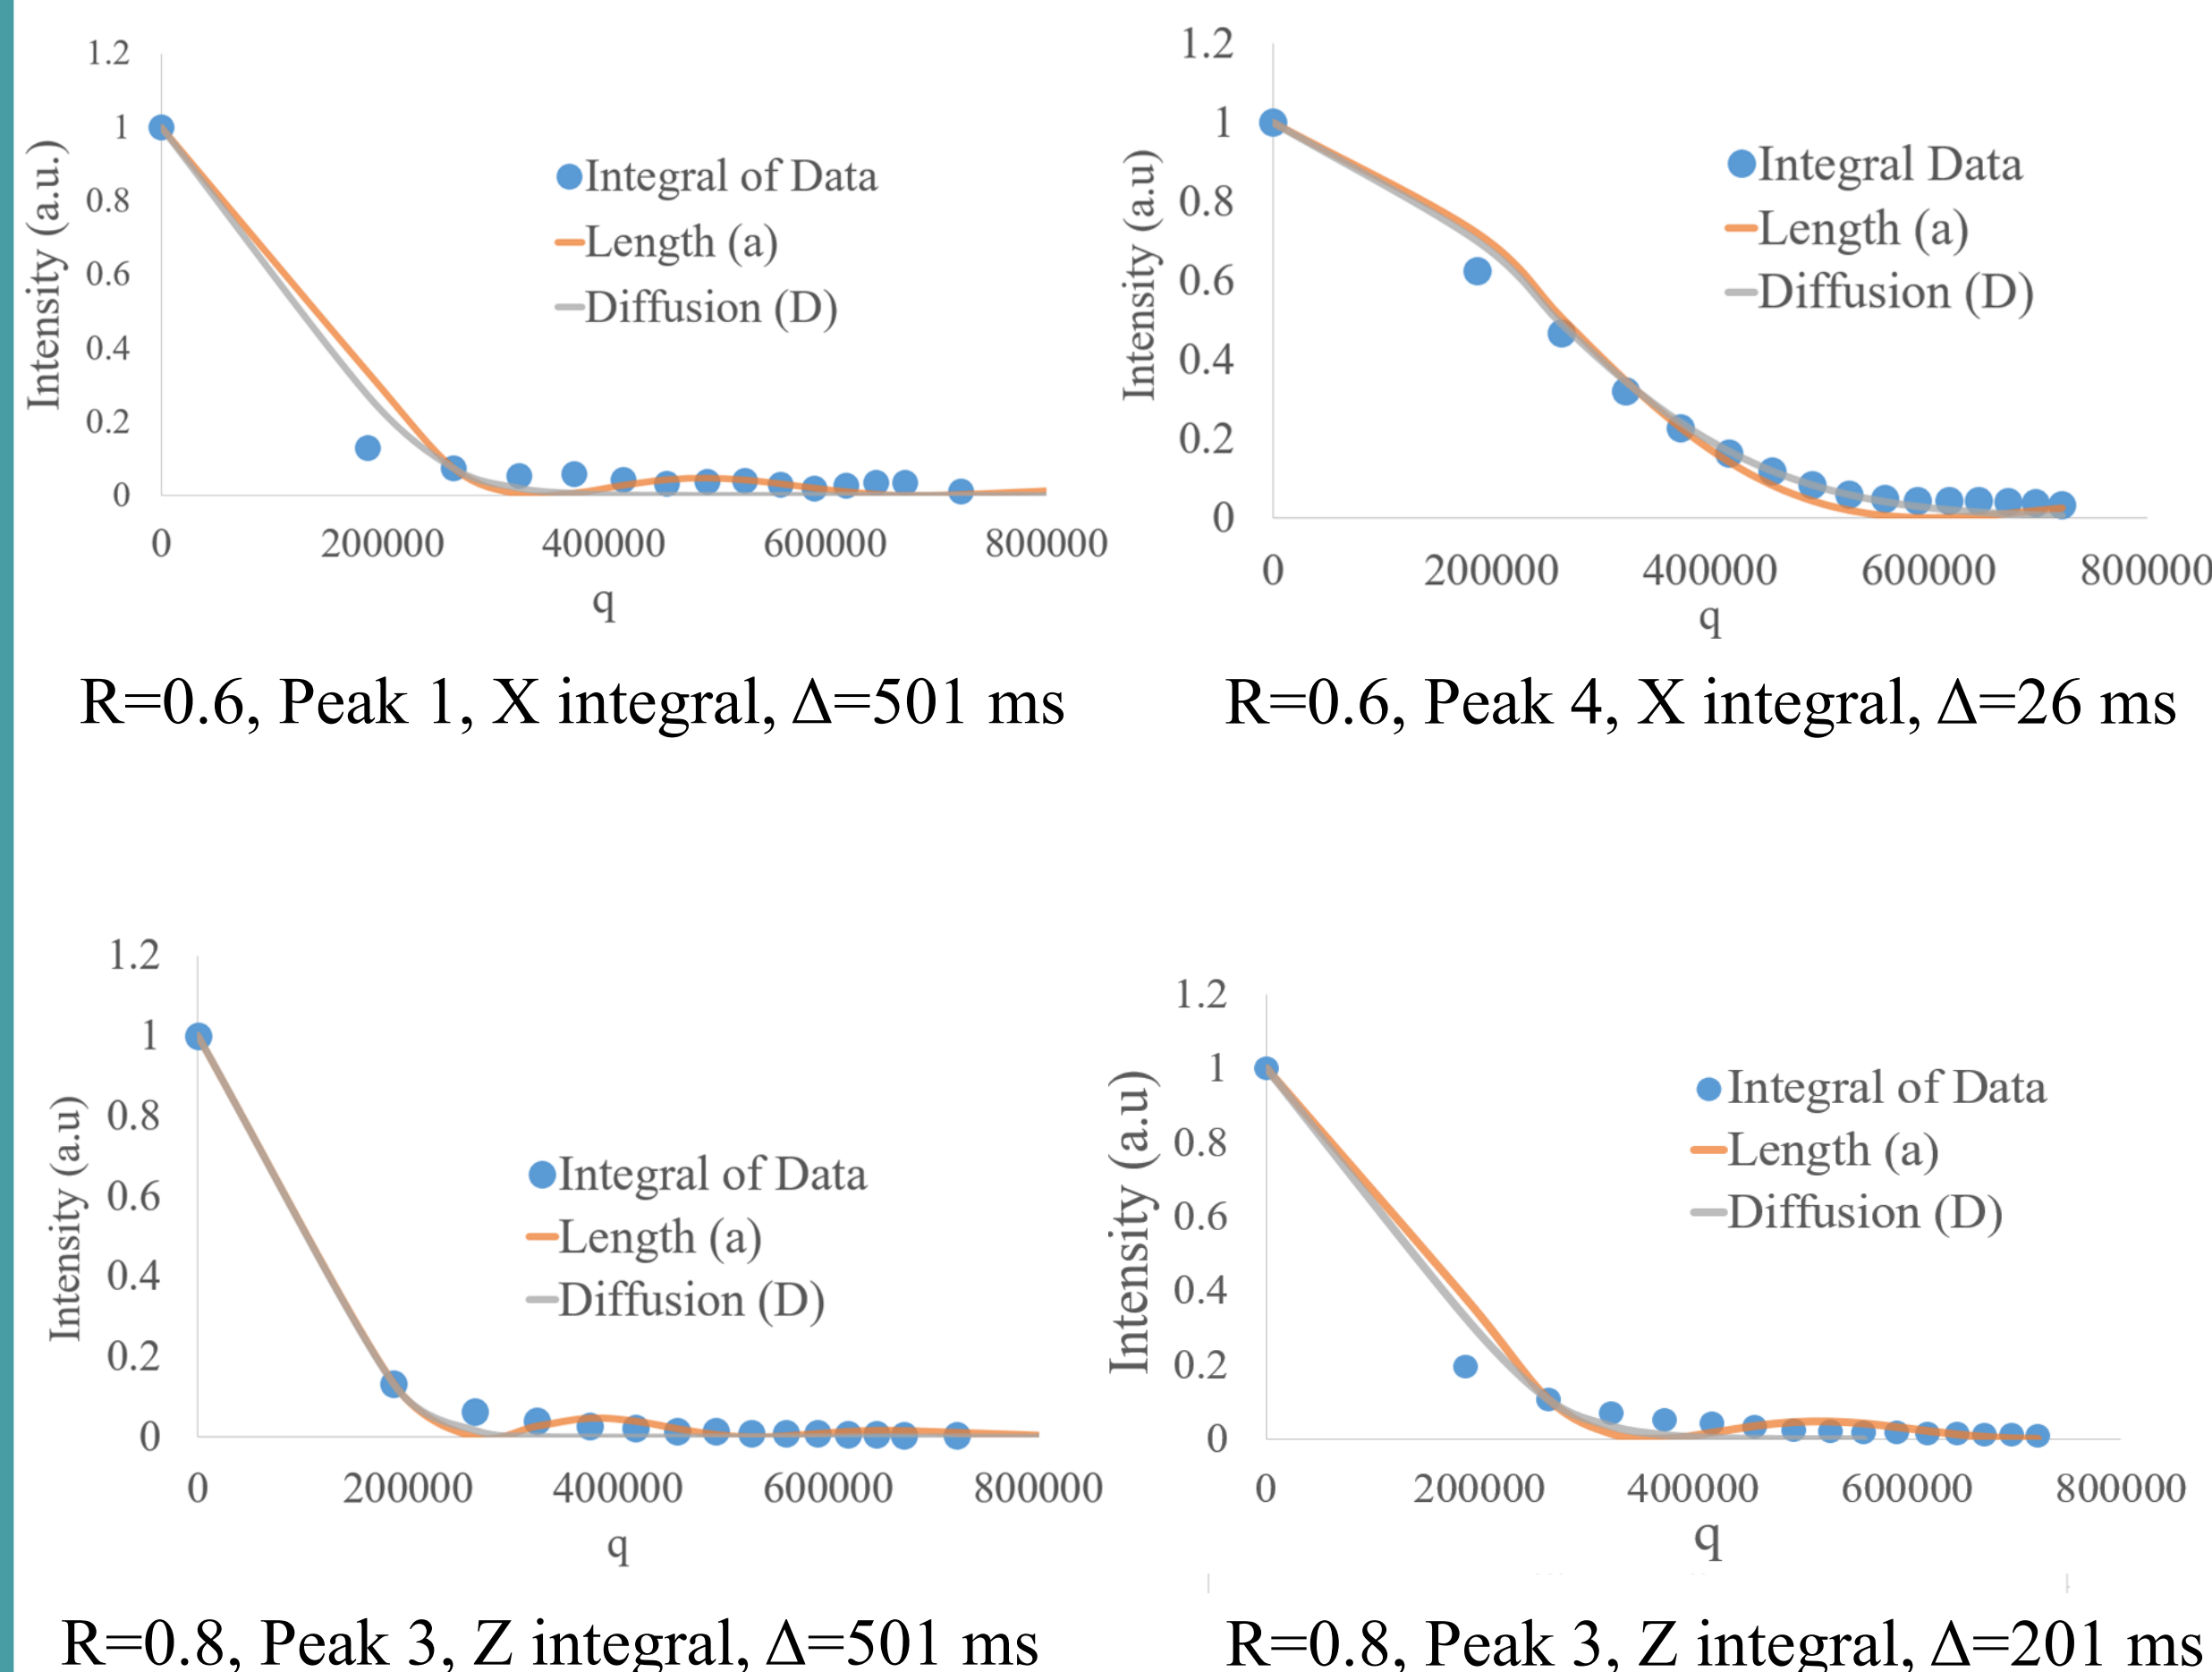 1.2
1
0.8
0.6
0.4
0.2
0
Intensity (a.u.)
Integral of Data
Length (a)
Diffusion (D)
0 200000 400000 600000 800000
q
R=0.6, Peak 1, X integral, Δ=501 ms
1.2
1
0.8
0.6
0.4
0.2
0
Intensity (a.u)
Integral Data
Length (a)
Diffusion (D)
0 200000 400000 600000 800000
q
R=0.6, Peak 4, X integral, Δ=26 ms
1.2
1
0.8
0.6
0.4
0.2
0
Intensity (a.u)
Integral of Data
Length (a)
Diffusion (D)
0 200000 400000 600000 800000
q
R=0.8, Peak 3, Z integral, Δ=501 ms
1.2
1
0.8
0.6
0.4
0.2
0
Intensity (a.u)
Integral of Data
Length (a)
Diffusion (D)
0 200000 400000 600000 800000
q
R=0.8, Peak 3, Z integral, Δ=201 ms